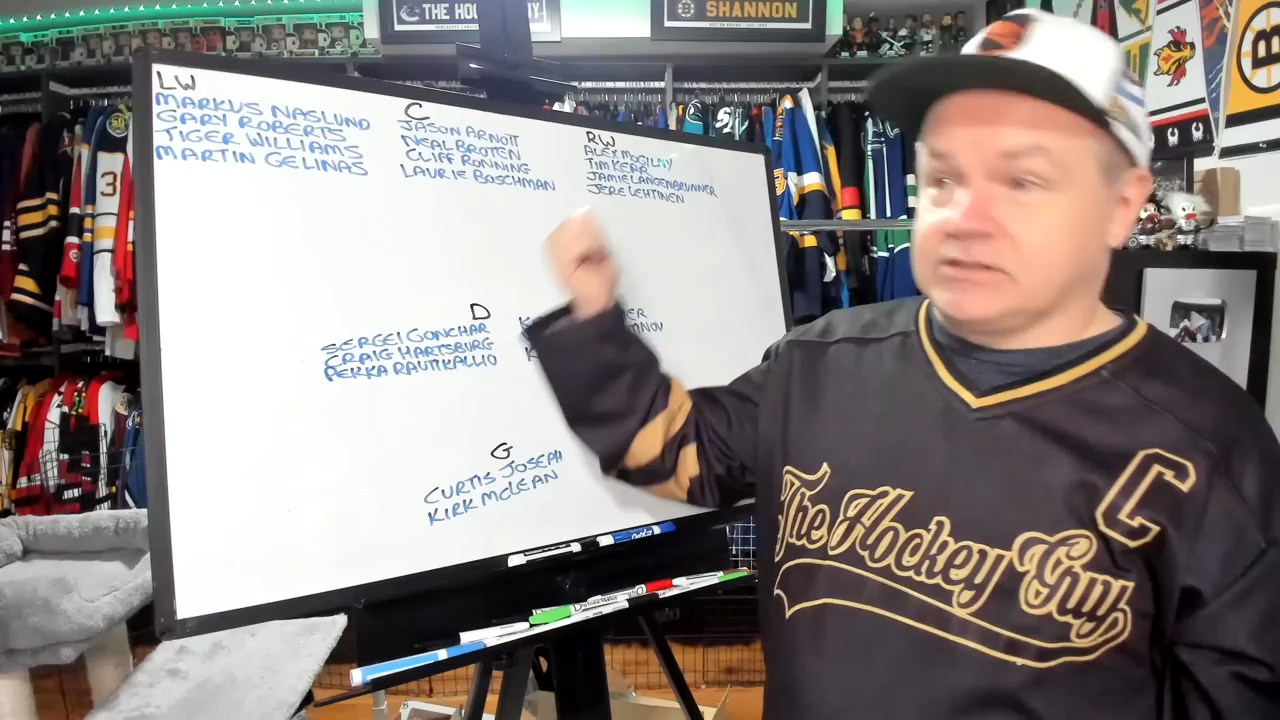 THE HOCKEY
SHANNON
LW
MARKUS NASLUND
GARY ROBERTS
TIGER WILLIAMS
MARTIN GELINAS
C
JASON ARNOTT
NEAL BROTEN
CLIFF RONNING
LAURIE BOSCHMAN
RW
ALEX MOGILNY
TIM KERR
JAMIE LANGENBRUNNER
JERE LEHTINEN
3
D
SERGEI GONCHAR
CRAIG HARTSBURG
PEKKA RAUTIKALLIO
G
CURTIS JOSEPH
KIRK MCLEAN
C
The Hockey Guy
B